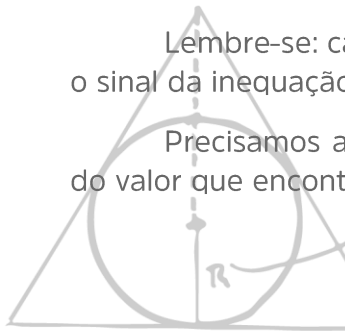 Lembre-se: ca
o sinal da inequação
Precisamos a
do valor que encont
R